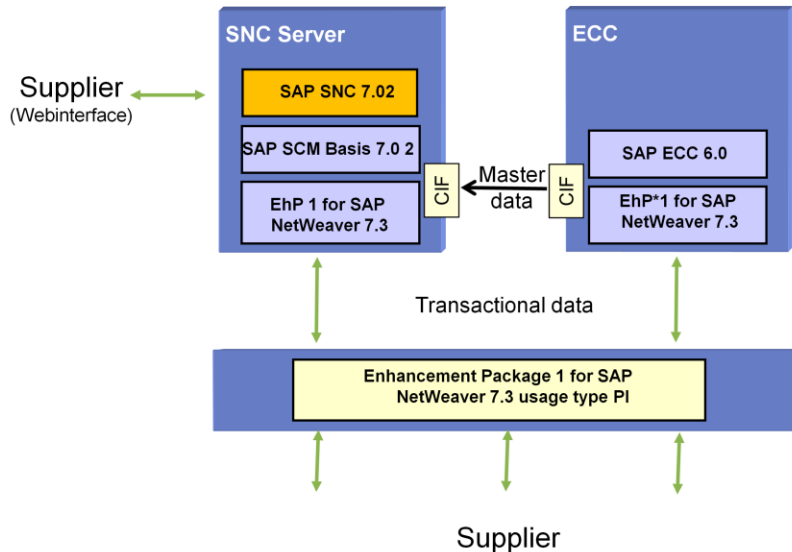 SNC Server
ECC
Supplier
(Webinterface)
SAP SNC 7.02
SAP SCM Basis 7.0 2
EhP 1 for SAP
NetWeaver 7.3
CIF
Master
data
CIF
SAP ECC 6.0
EhP*1 for SAP
NetWeaver 7.3
Transactional data
Enhancement Package 1 for SAP
NetWeaver 7.3 usage type PI
Supplier